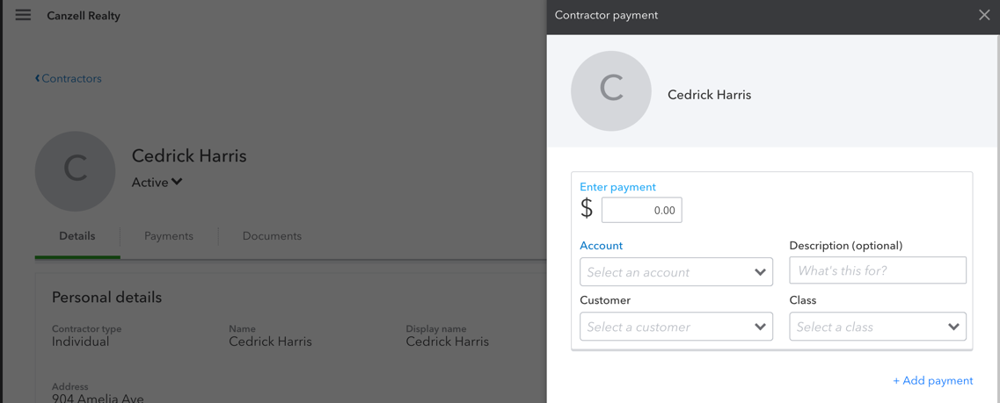 Canzell Realty
Contractors
C
Cedrick Harris
Active
Details Payments Documents
Personal details
Contractor type Name Display name
Individual Cedrick Harris Cedrick Harris
Address
904 Amelia Ave
Contractor payment
C
Cedrick Harris
Enter payment
$ 0.00
Account Description (optional)
Select an account What's this for?
Customer Class
Select a customer Select a class
+ Add payment